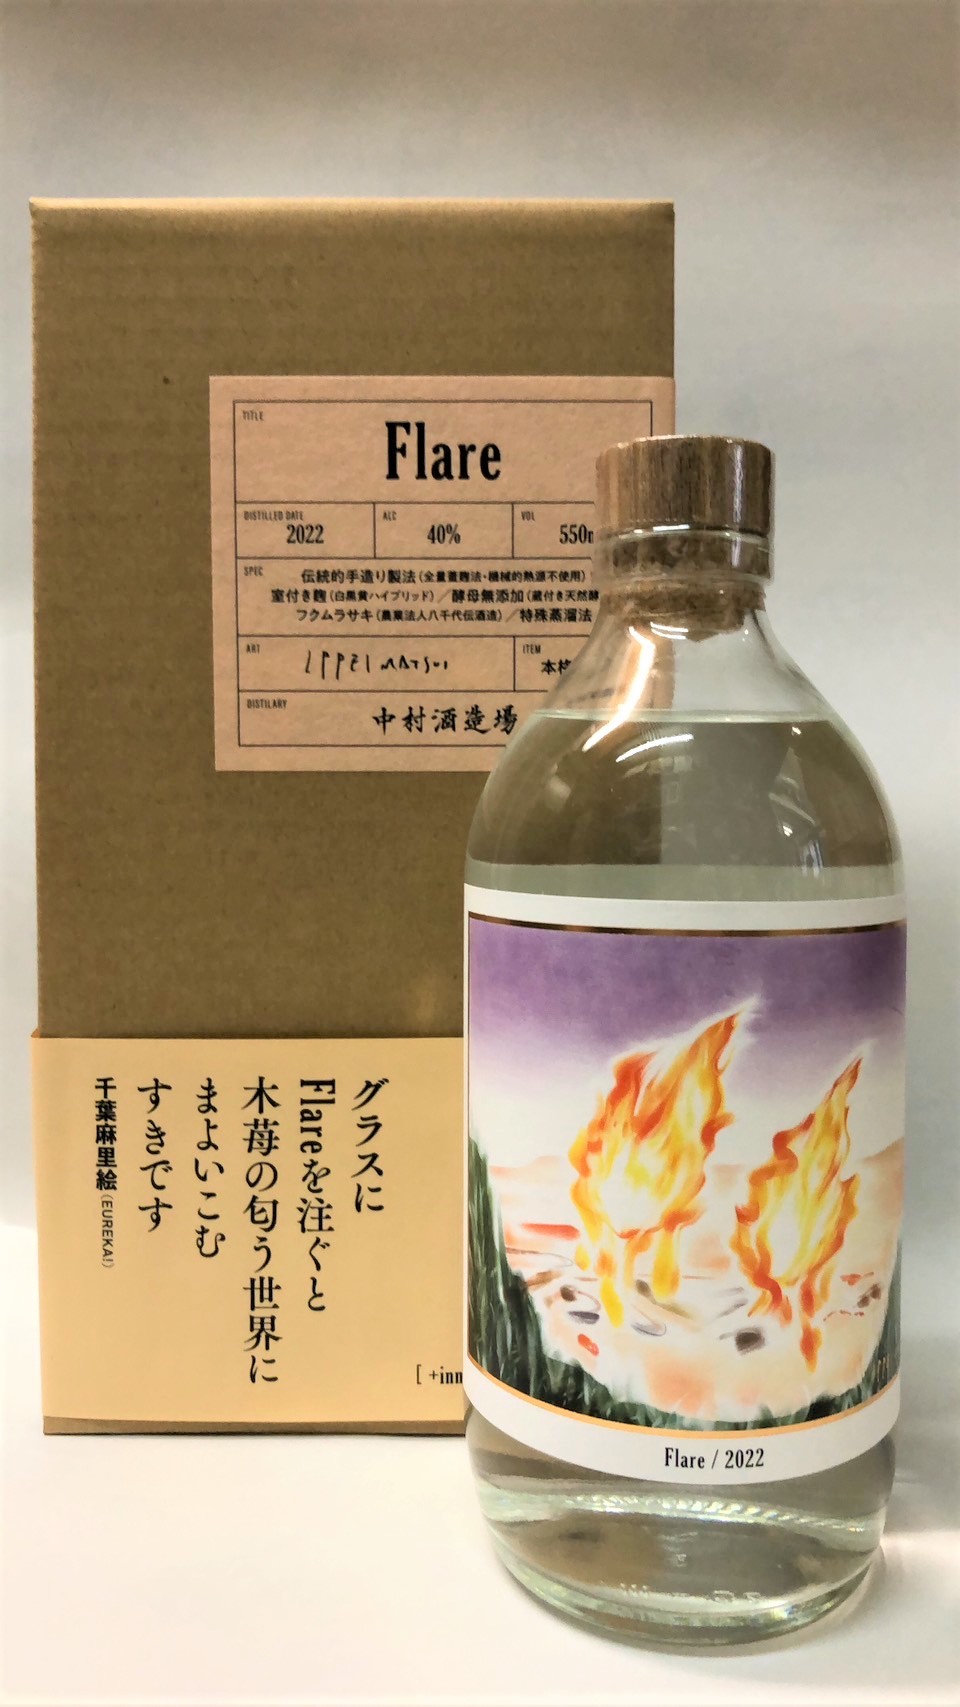 TITLE
Flare
DISTILLED DATE
2022
ALC
40%
VOL
550m
SPEC
伝統的手造り製法(全量蓋麹法・機械的熱源不使用)
室付き麹(白黒黄ハイブリッド)／酵母無添加(蔵付き天然酵
フクムラサキ(農業法人八千代伝酒造)／特殊蒸溜法
ART
IPPEI MATSUI
ITEM
本格
DISTILARY
中村酒造場
グラスに
Flareを注ぐと
木苺の匂う世界に
まよいこむ
すきです
千葉麻里絵(EUREKA!)
[ +inn
Flare / 2022